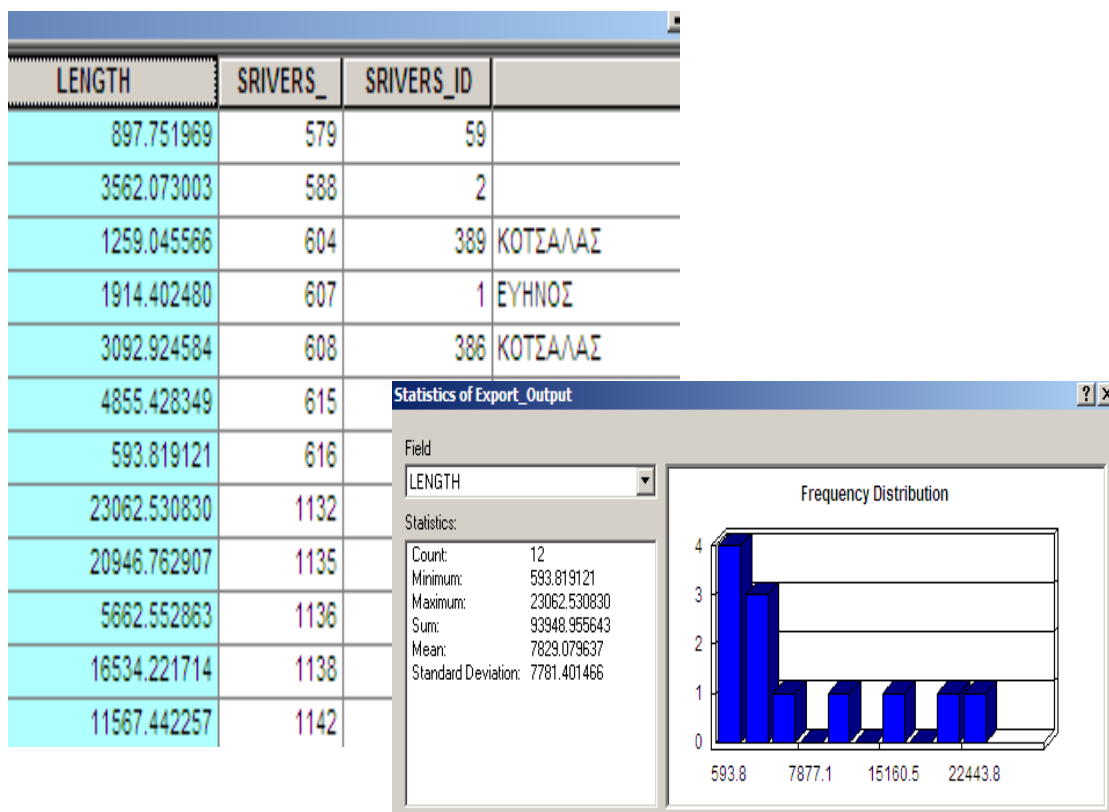 LENGTH SRIVERS_ SRIVERS_ID
897.751969 579 59
3562.073003 588 2
1259.045566 604 389 ΚΟΤΣΑΛΑΣ
1914.402480 607 1 ΕΥΗΝΟΣ
3092.924584 608 386 ΚΟΤΣΑΛΑΣ
4855.428349 615
593.819121 616
23062.530830 1132
20946.762907 1135
5662.552863 1136
16534.221714 1138
11567.442257 1142
Statistics of Export_Output
Field
LENGTH
Statistics:
Count: 12
Minimum: 593.819121
Maximum: 23062.530830
Sum: 93948.955643
Mean: 7829.079637
Standard Deviation: 7781.401466
Frequency Distribution
4
3
2
1
0
593.8 7877.1 15160.5 22443.8